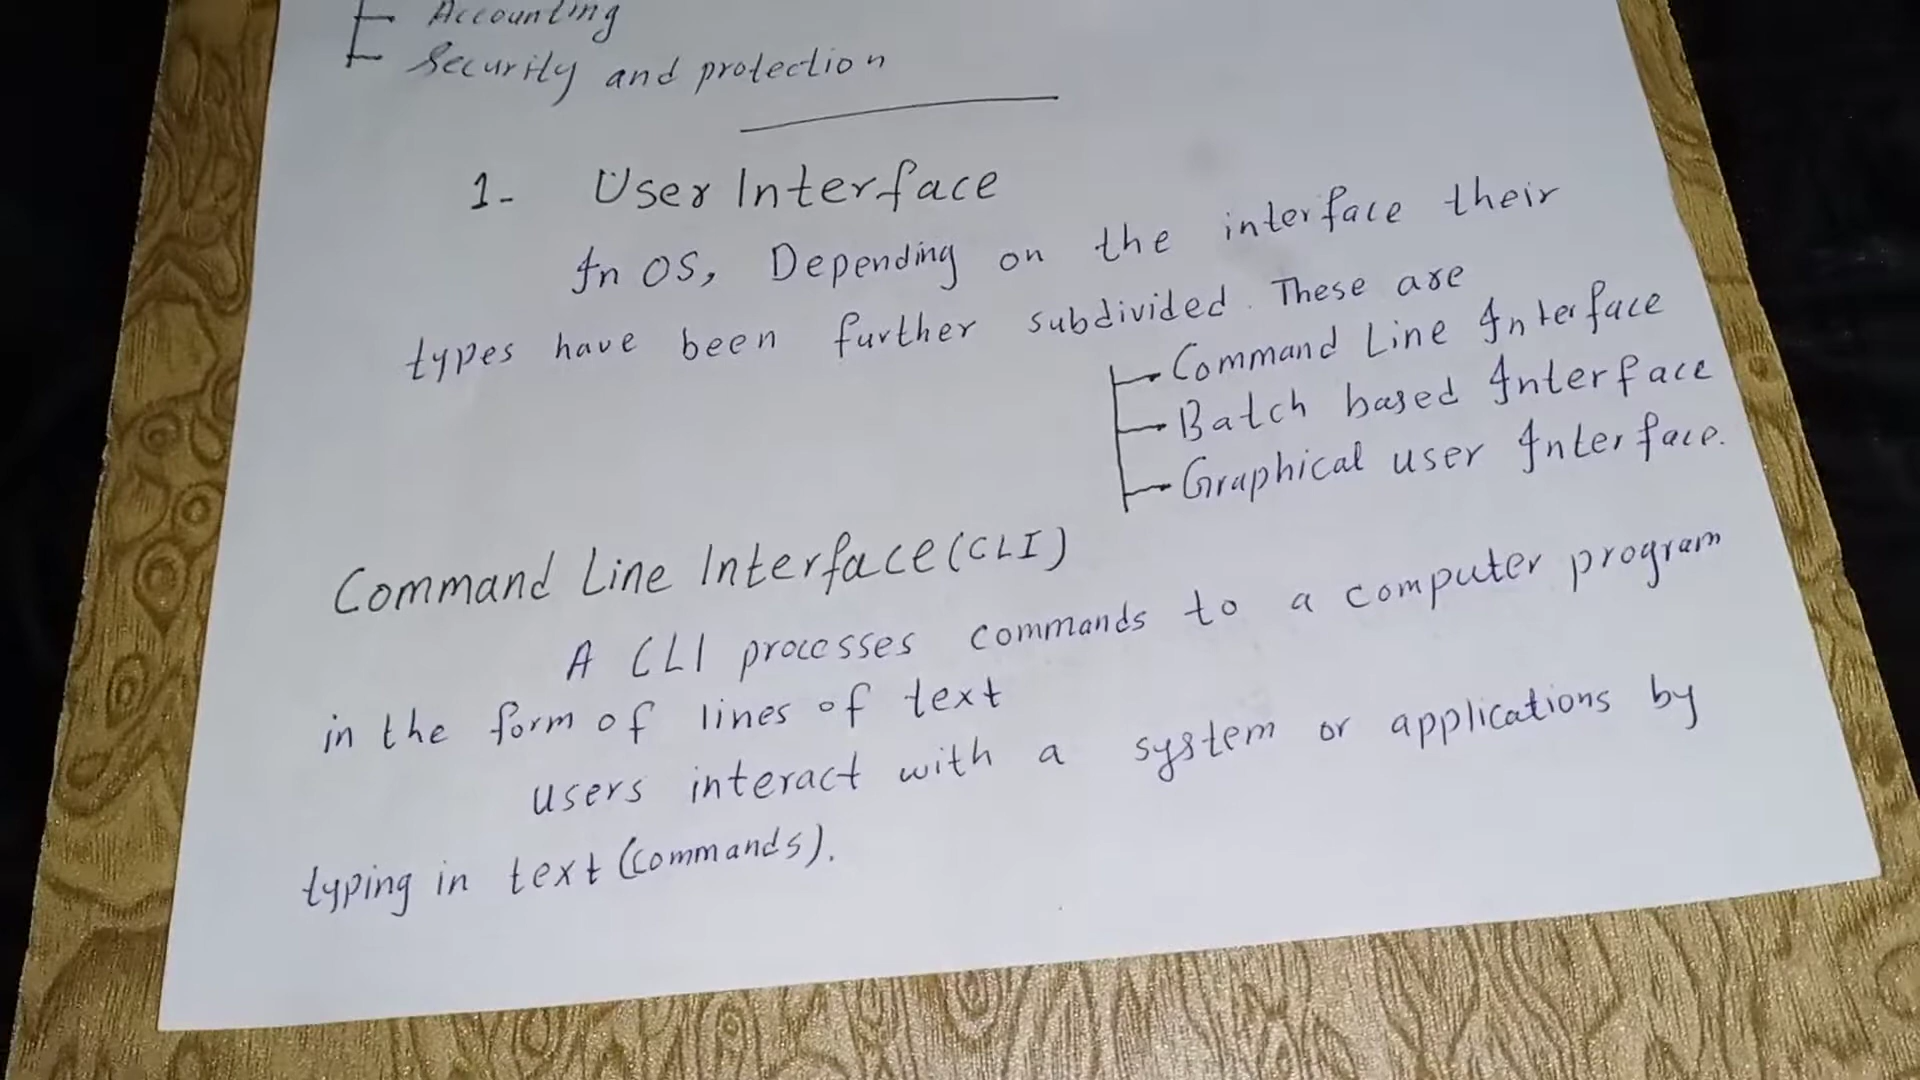 Accounting
Security and protection
1- User Interface
In OS, Depending on the interface their
types have been further subdivided. These are
Command Line Interface
Batch based Interface
Graphical user Interface.
Command Line Interface (CLI)
A CLI processes commands to a computer program
in the form of lines of text
users interact with a system or applications by
typing in text (commands).